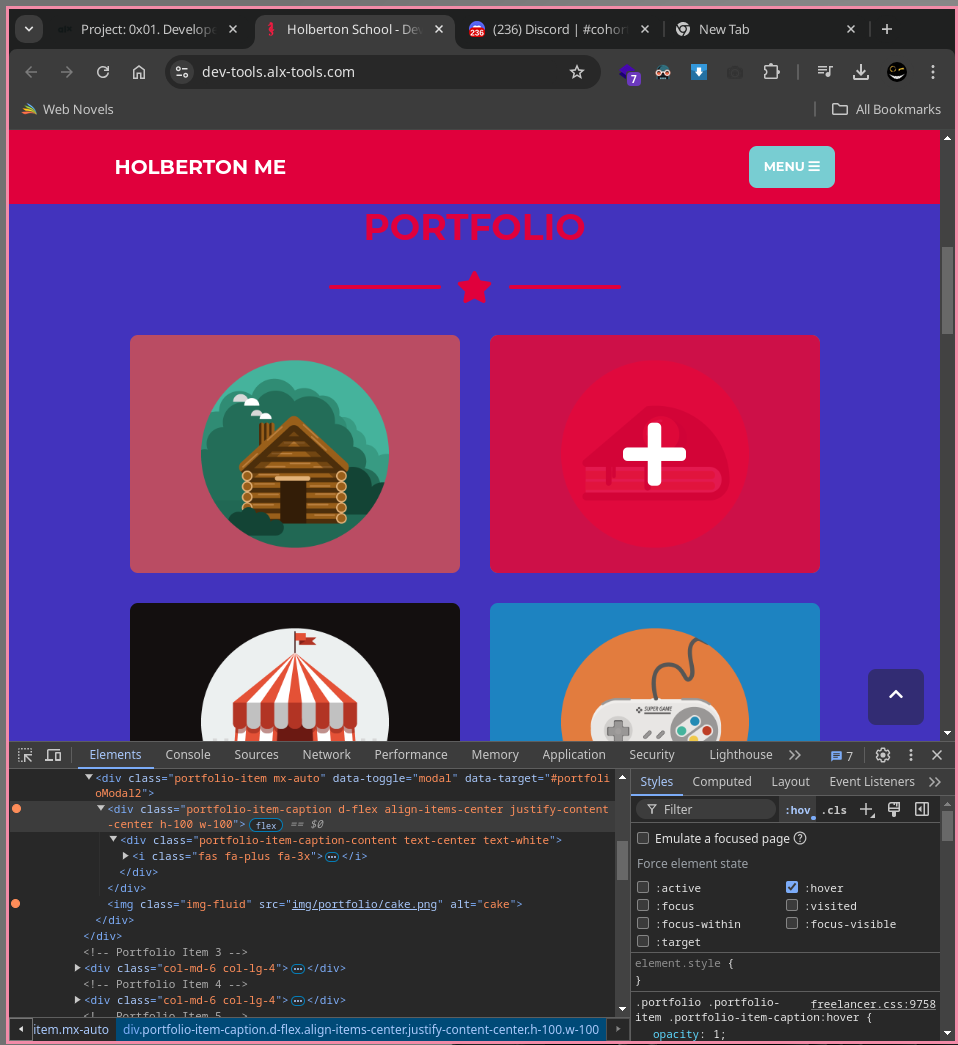 Project: 0x01. Develope
Holberton School - Dev
(236) Discord | #cohor
New Tab
236
dev-tools.alx-tools.com
7
Web Novels
All Bookmarks
HOLBERTON ME
MENU
PORTFOLIO
SUPER GAME
Elements
Console
Sources
Network
Performance
Memory
Application
Security
Lighthouse
7
<div class="portfolio-item mx-auto" data-toggle="modal" data-target="#portfoli
oModal2">
<div class="portfolio-item-caption d-flex align-items-center justify-content
-center h-100 w-100"> flex == $0
<div class="portfolio-item-caption-content text-center text-white">
<i class="fas fa-plus fa-3x">…</i>
</div>
</div>
<img class="img-fluid" src="img/portfolio/cake.png" alt="cake">
</div>
</div>
<!-- Portfolio Item 3 -->
<div class="col-md-6 col-lg-4">…</div>
<!-- Portfolio Item 4 -->
<div class="col-md-6 col-lg-4">…</div>
<!-- Portfolio Item 5 -->
item.mx-auto
div.portfolio-item-caption.d-flex.align-items-center.justify-content-center.h-100.w-100
Styles
Computed
Layout
Event Listeners
Filter
:hov
.cls
Emulate a focused page
Force element state
:active
:hover
:focus
:visited
:focus-within
:focus-visible
:target
element.style {
}
.portfolio .portfolio- freelancer.css:9758
item .portfolio-item-caption:hover {
opacity: 1;